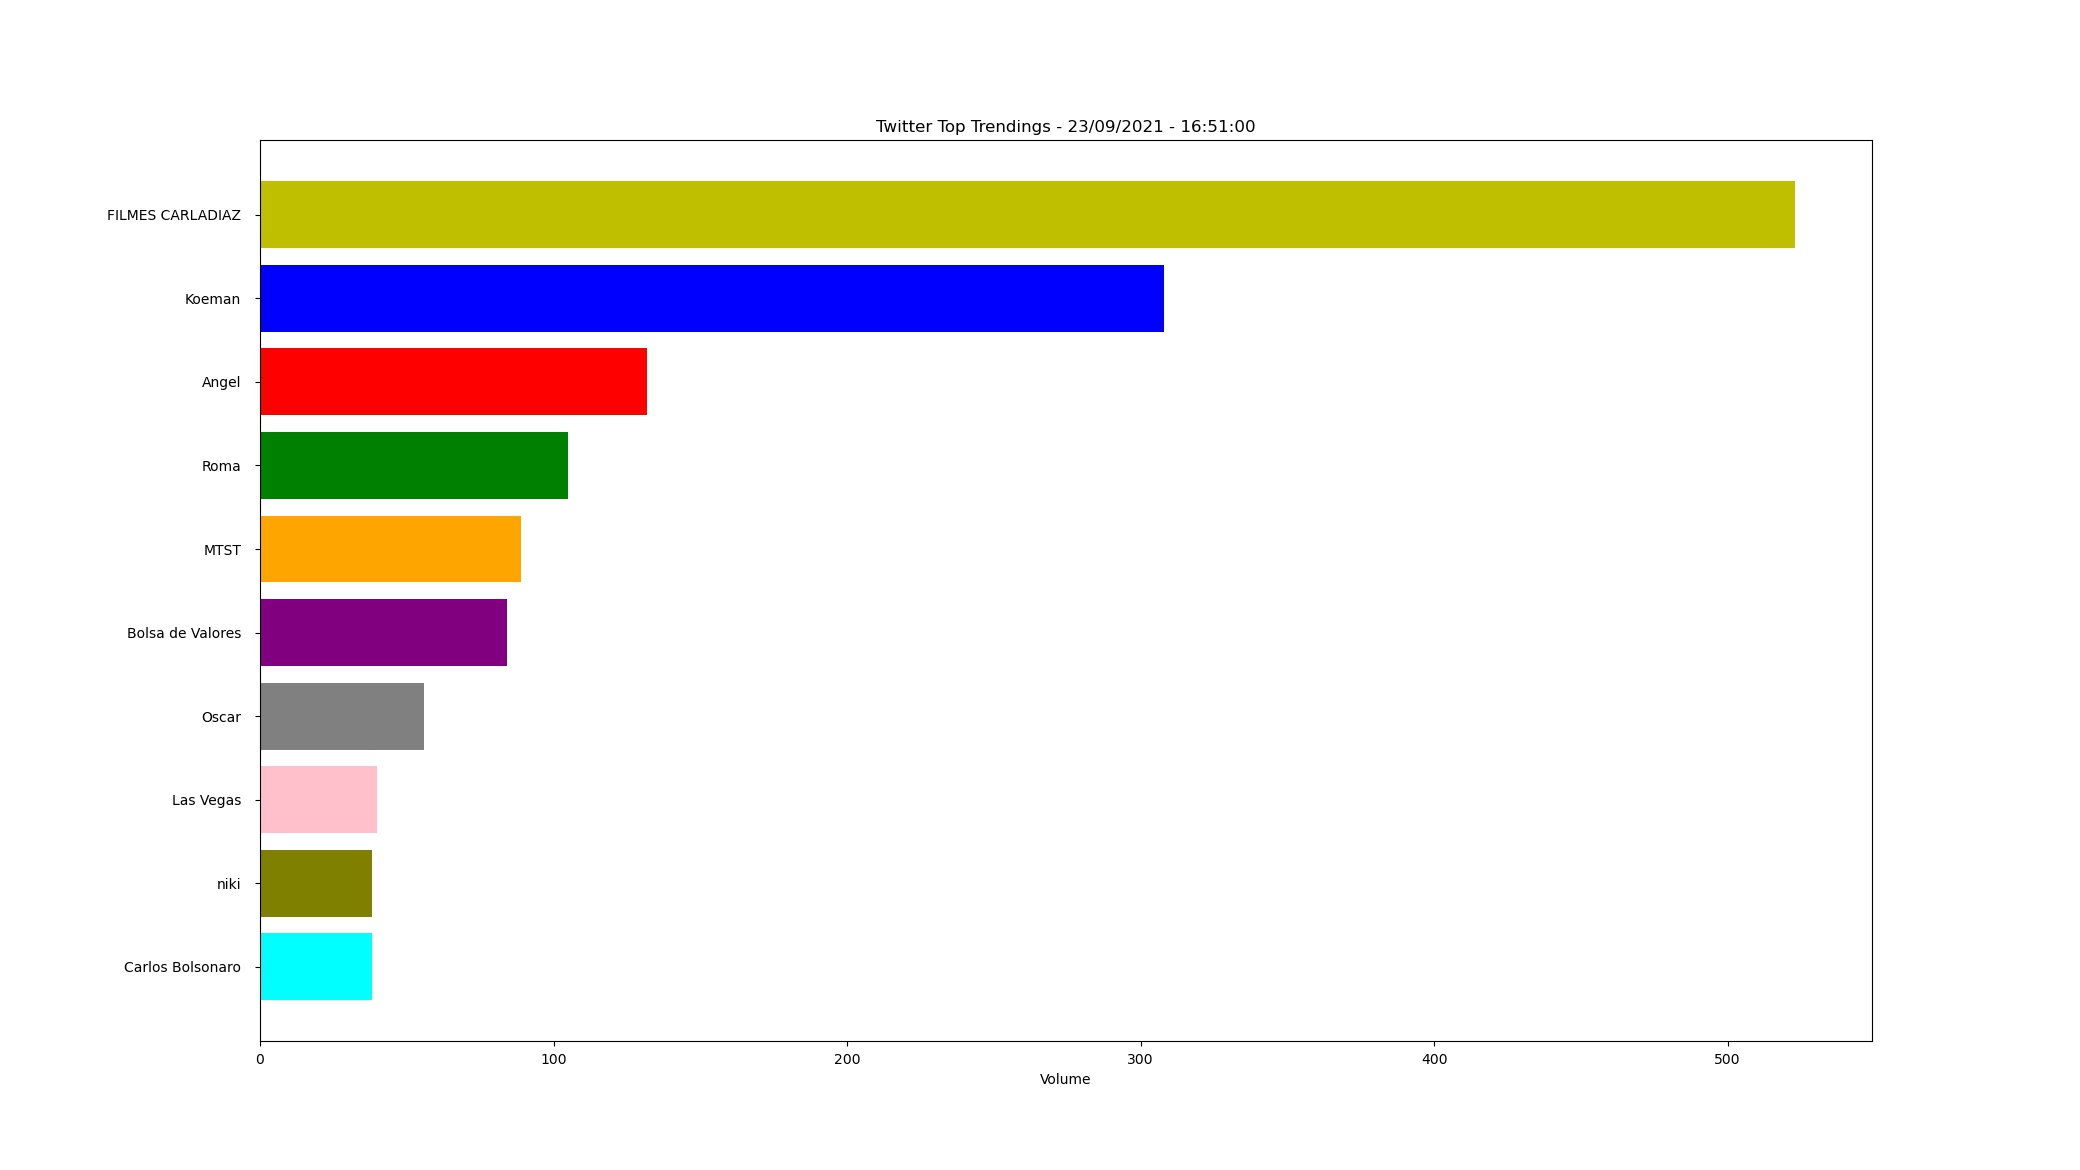 Twitter Top Trendings - 23/09/2021 - 16:51:00
FILMES CARLADIAZ
Koeman
Angel
Roma
MTST
Bolsa de Valores
Oscar
Las Vegas
niki
Carlos Bolsonaro
0 100 200 300 400 500
Volume